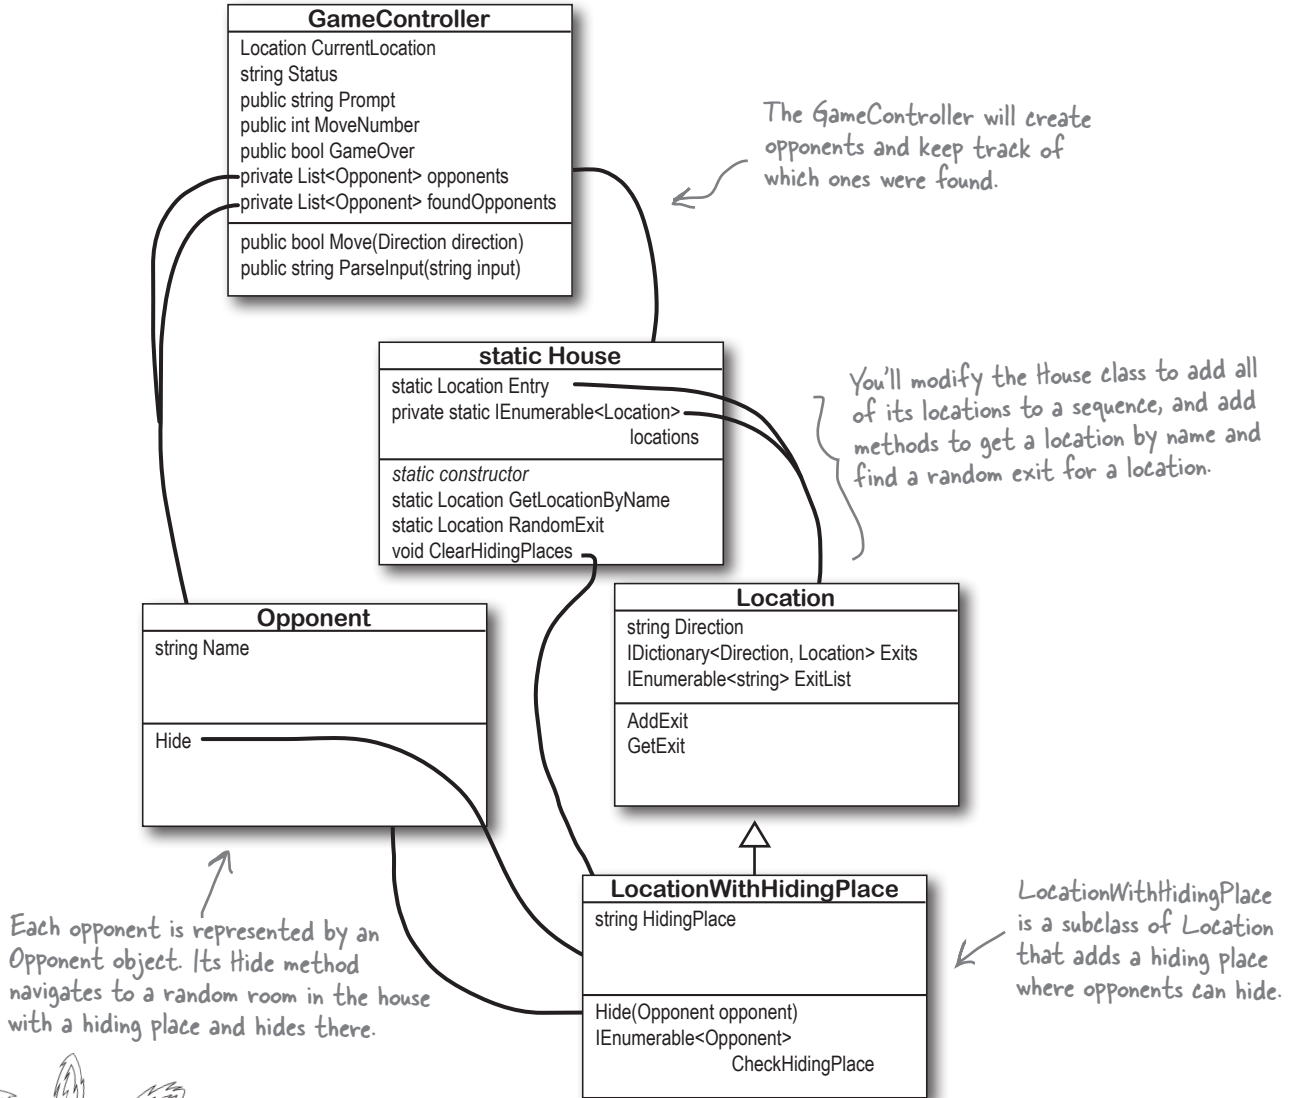 GameController
Location CurrentLocation
string Status
public string Prompt
public int MoveNumber
public bool GameOver
private List<Opponent> opponents
private List<Opponent> foundOpponents
public bool Move(Direction direction)
public string ParseInput(string input)
The GameController will create
opponents and keep track of
which ones were found.
static House
static Location Entry
private static IEnumerable<Location>
locations
static constructor
static Location GetLocationByName
static Location RandomExit
void ClearHidingPlaces
You'll modify the House class to add all
of its locations to a sequence, and add
methods to get a location by name and
find a random exit for a location.
Opponent
string Name
Hide
Location
string Direction
IDictionary<Direction, Location> Exits
IEnumerable<string> ExitList
AddExit
GetExit
Each opponent is represented by an
Opponent object. Its Hide method
navigates to a random room in the house
with a hiding place and hides there.
LocationWithHidingPlace
string HidingPlace
Hide(Opponent opponent)
IEnumerable<Opponent>
CheckHidingPlace
LocationWithHidingPlace
is a subclass of Location
that adds a hiding place
where opponents can hide.